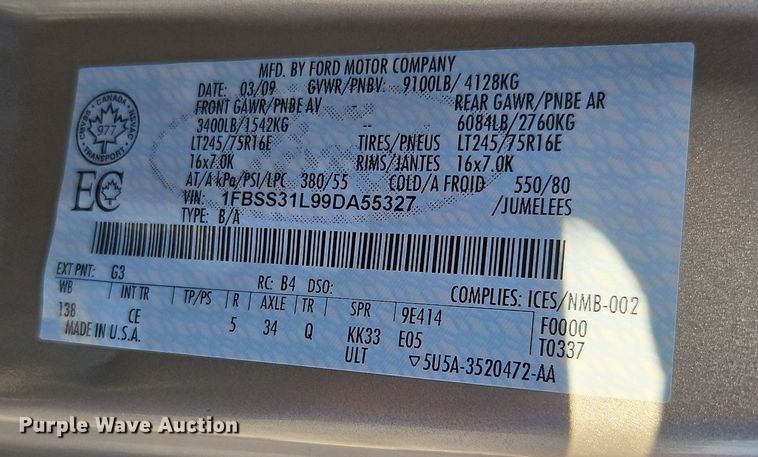 MFD. BY FORD MOTOR COMPANY
DATE: 03/09 GVWR/PNBV: 9100LB/ 4128KG
FRONT GAWR/PNBE AV REAR GAWR/PNBE AR
3400LB/1542KG -- 6084LB/2760KG
LT245/75R16E TIRES/PNEUS LT245/75R16E
16x7.0K RIMS/JANTES 16x7.0K
AT/A kPa/PSI/LPC 380/55 COLD/A FROID 550/80
VIN: 1FBSS31L99DA55327 /JUMELEES
TYPE: B/A
CANADA
977
TRANSPORT
EC
EXT PNT: G3 RC: B4 DSO: COMPLIES: ICES/NMB-002
WB INT TR TP/PS R AXLE TR SPR 9E414 F0000
138 CE 5 34 Q KK33 E05 T0337
MADE IN U.S.A. ULT ▽5U5A-3520472-AA
Purple Wave Auction